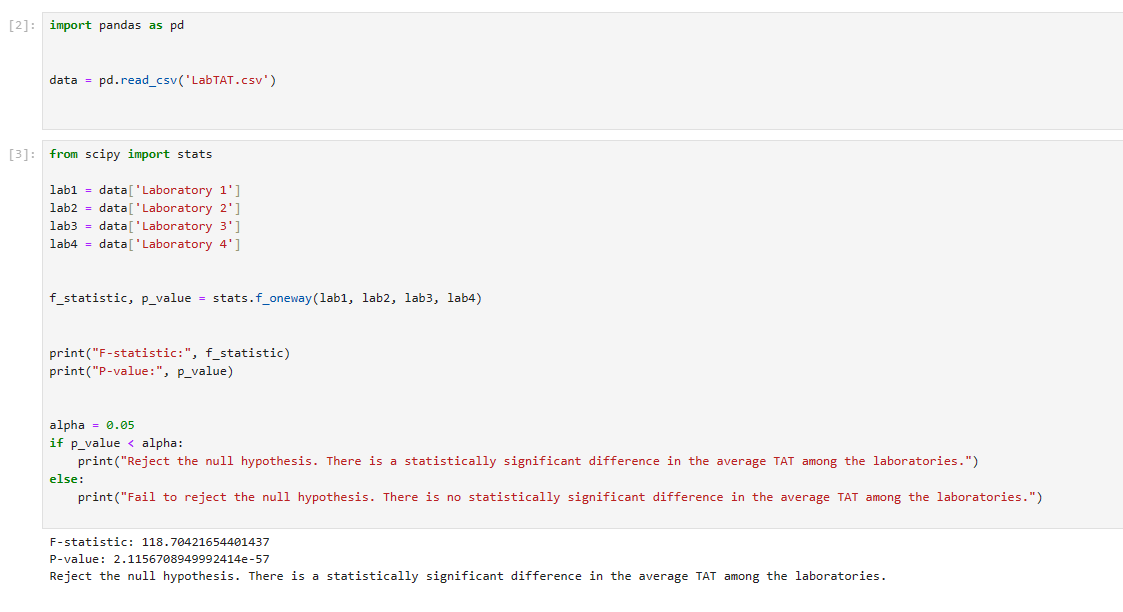 [2]: import pandas as pd
data = pd.read_csv('LabTAT.csv')
[3]: from scipy import stats
lab1 = data['Laboratory 1']
lab2 = data['Laboratory 2']
lab3 = data['Laboratory 3']
lab4 = data['Laboratory 4']
f_statistic, p_value = stats.f_oneway(lab1, lab2, lab3, lab4)
print("F-statistic:", f_statistic)
print("P-value:", p_value)
alpha = 0.05
if p_value < alpha:
    print("Reject the null hypothesis. There is a statistically significant difference in the average TAT among the laboratories.")
else:
    print("Fail to reject the null hypothesis. There is no statistically significant difference in the average TAT among the laboratories.")
F-statistic: 118.70421654401437
P-value: 2.1156708949992414e-57
Reject the null hypothesis. There is a statistically significant difference in the average TAT among the laboratories.